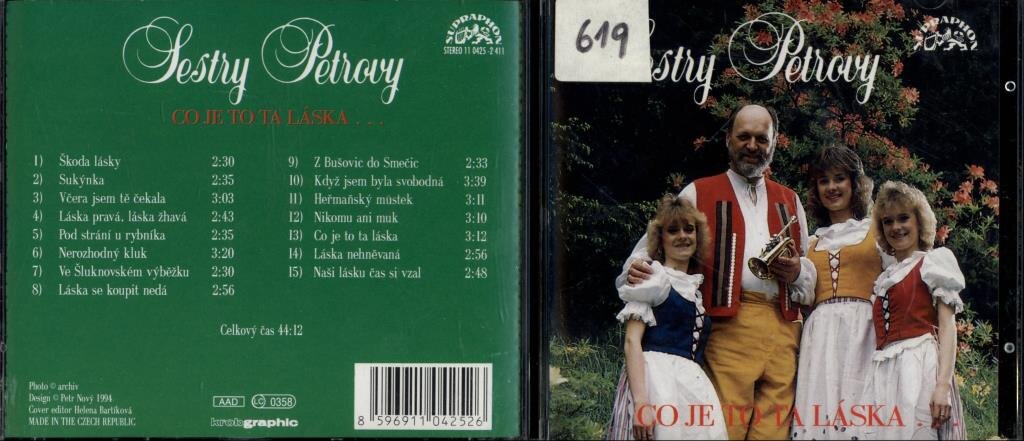 Sestry Petrovy
SUPRAPHON
STEREO 11 0425-2 411
CO JE TO TA LÁSKA . . .
1) Škoda lásky 2:30
2) Sukýnka 2:35
3) Včera jsem tě čekala 3:03
4) Láska pravá, láska žhavá 2:43
5) Pod strání u rybníka 2:35
6) Nerozhodný kluk 3:20
7) Ve Šluknovském výběžku 2:30
8) Láska se koupit nedá 2:56
9) Z Bušovic do Smečic 2:33
10) Když jsem byla svobodná 3:39
11) Heřmaňský můstek 3:11
12) Nikomu ani muk 3:10
13) Co je to ta láska 3:12
14) Láska nehněvaná 2:56
15) Naši lásku čas si vzal 2:48
Celkový čas 44:12
Photo © archiv
Design © Petr Nový 1994
Cover editor Helena Bartíková
MADE IN THE CZECH REPUBLIC
AAD LC 0358
krokographic
8 596911 042526
619
Sestry Petrovy
SUPRAPHON
CO JE TO TA LÁSKA . . .